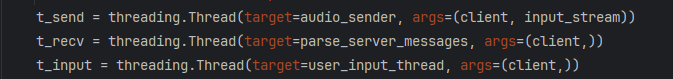 t_send = threading.Thread(target=audio_sender, args=(client, input_stream))
t_recv = threading.Thread(target=parse_server_messages, args=(client,))
t_input = threading.Thread(target=user_input_thread, args=(client,))